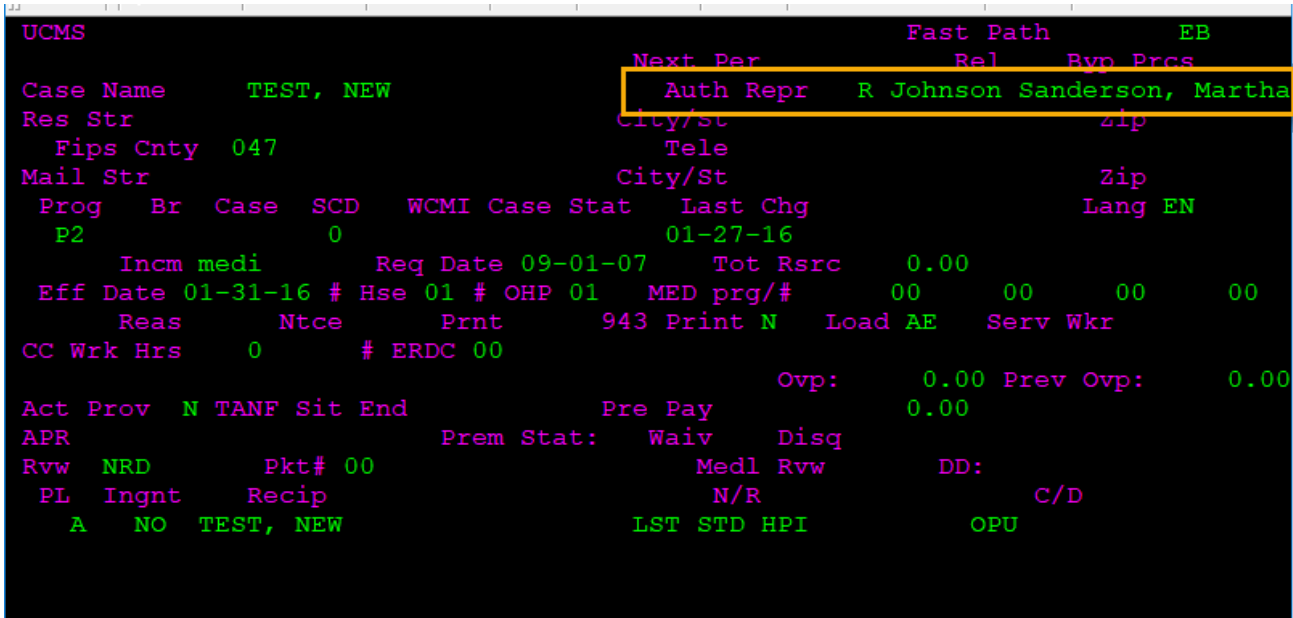 UCMS Fast Path EB
Next Per Rel Byp Prcs
Case Name TEST, NEW Auth Repr R Johnson Sanderson, Martha
Res Str City/St Zip
Fips Cnty 047 Tele
Mail Str City/St Zip
Prog Br Case SCD WCMI Case Stat Last Chg Lang EN
P2 0 01-27-16
Incm medi Req Date 09-01-07 Tot Rsrc 0.00
Eff Date 01-31-16 # Hse 01 # OHP 01 MED prg/# 00 00 00 00
Reas Ntce Prnt 943 Print N Load AE Serv Wkr
CC Wrk Hrs 0 # ERDC 00
Ovp: 0.00 Prev Ovp: 0.00
Act Prov N TANF Sit End Pre Pay 0.00
APR Prem Stat: Waiv Disq
Rvw NRD Pkt# 00 Medl Rvw DD:
PL Ingnt Recip N/R C/D
A NO TEST, NEW LST STD HPI OPU